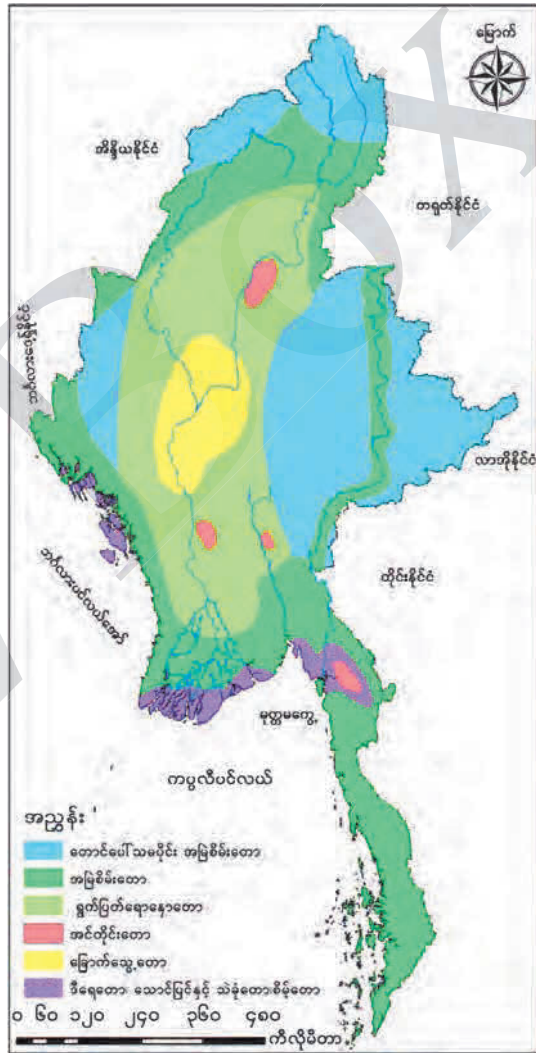 မြောက်
အိန္ဒိယနိုင်ငံ
တရုတ်နိုင်ငံ
ဘင်္ဂလားဒေ့ရှ်နိုင်ငံ
လာအိုနိုင်ငံ
ထိုင်းနိုင်ငံ
ဘင်္ဂလားပင်လယ်အော်
မုတ္တမကွေ့
ကပ္ပလီပင်လယ်
အညွှန်း
တောင်ပေါ်သမပိုင်း အမြဲစိမ်းတော
အမြဲစိမ်းတော
ရွက်ပြတ်ရောနှောတော
အင်တိုင်းတော
ခြောက်သွေ့တော
ဒီရေတော၊ သောင်ပြင်နှင့် သဲခုံတော၊စိမ့်တော
၀ ၆၀ ၁၂၀ ၂၄၀ ၃၆၀ ၄၈၀
ကီလိုမီတာ